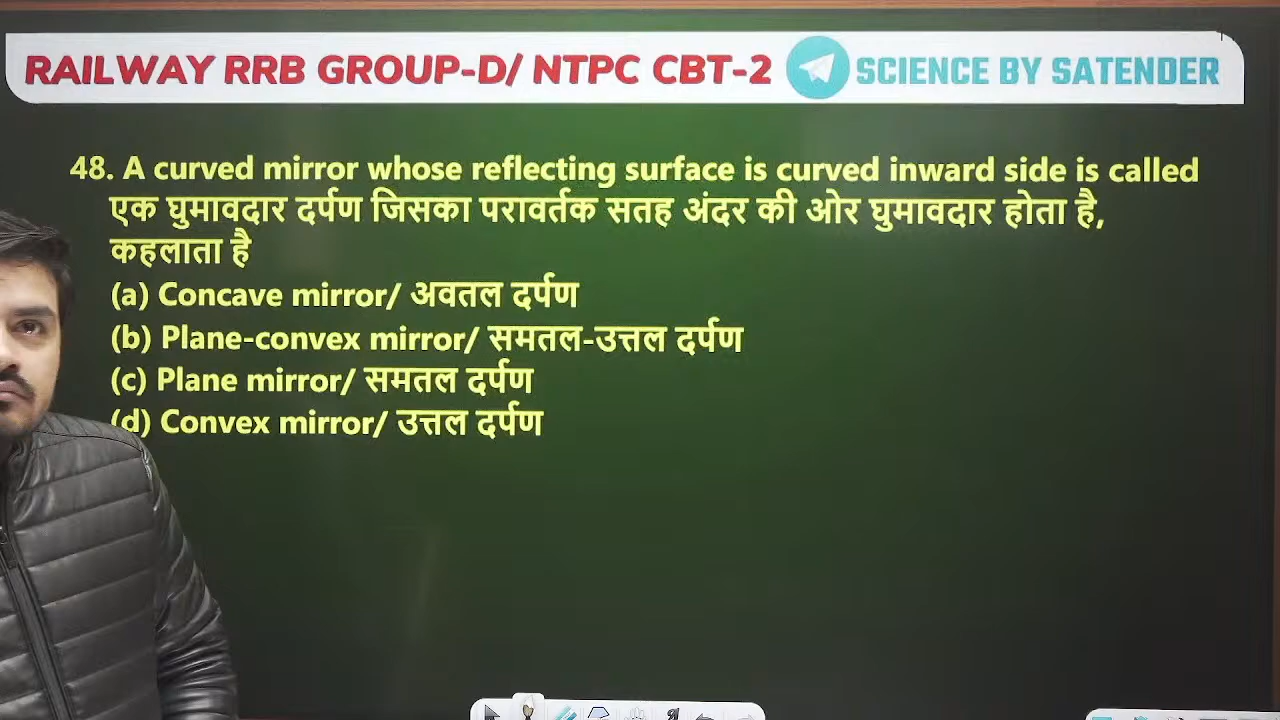 RAILWAY RRB GROUP-D/ NTPC CBT-2 SCIENCE BY SATENDER
48. A curved mirror whose reflecting surface is curved inward side is called
एक घुमावदार दर्पण जिसका परावर्तक सतह अंदर की ओर घुमावदार होता है,
कहलाता है
(a) Concave mirror/ अवतल दर्पण
(b) Plane-convex mirror/ समतल-उत्तल दर्पण
(c) Plane mirror/ समतल दर्पण
(d) Convex mirror/ उत्तल दर्पण